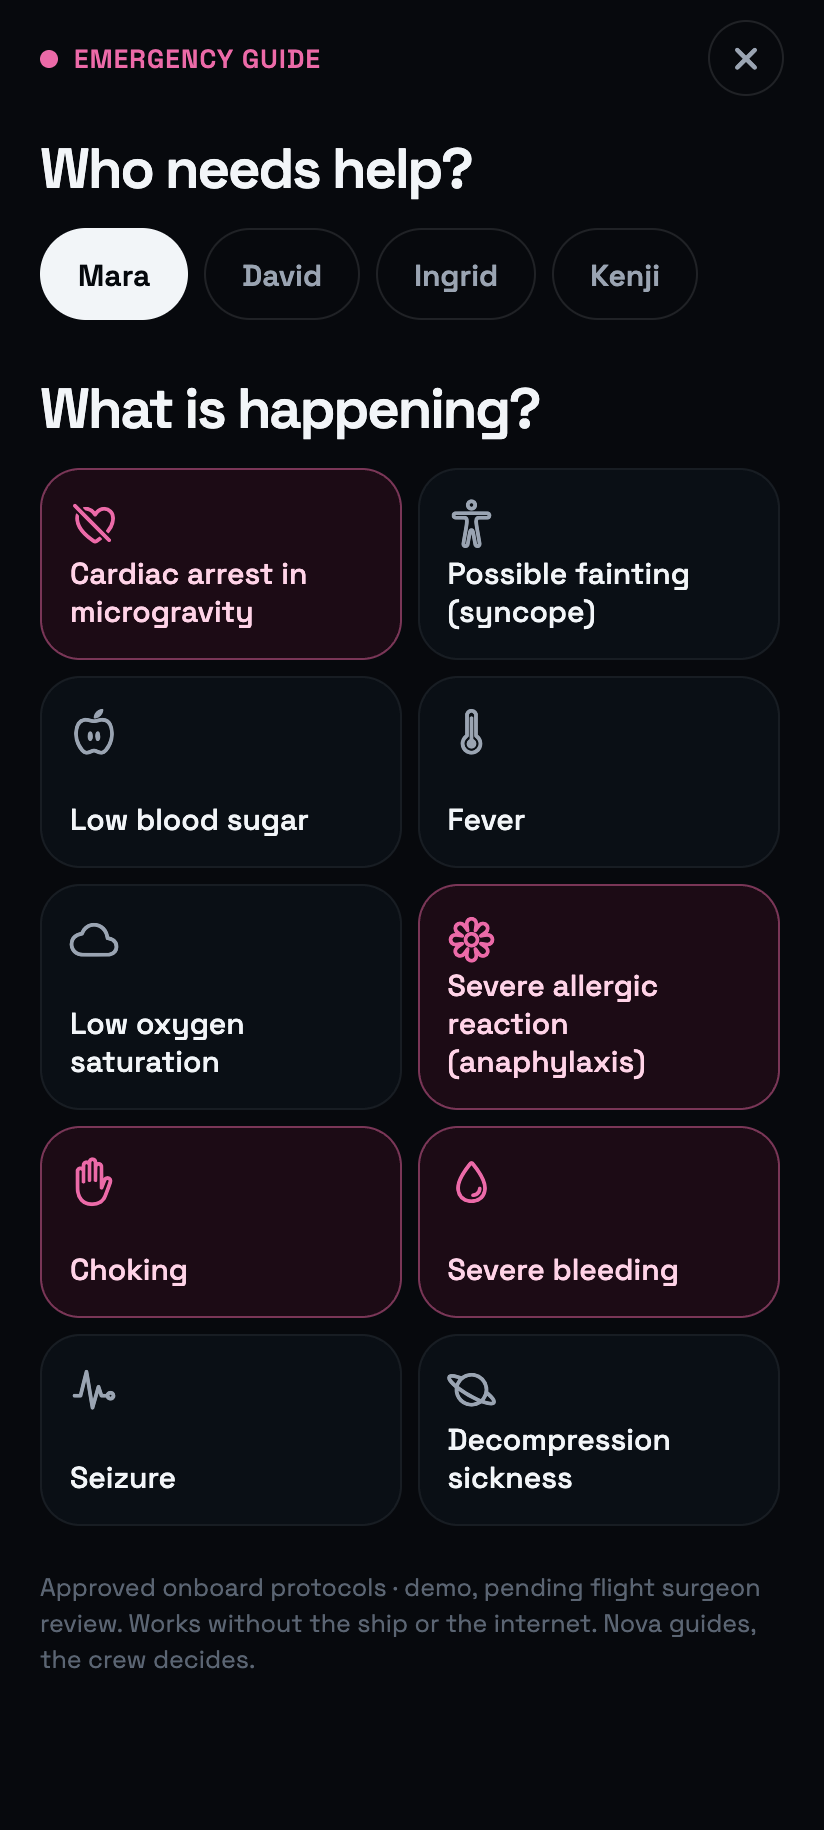 EMERGENCY GUIDE
Who needs help?
Mara
David
Ingrid
Kenji
What is happening?
Cardiac arrest in
microgravity
Possible fainting
(syncope)
Low blood sugar
Fever
Low oxygen
saturation
Severe allergic
reaction
(anaphylaxis)
Choking
Severe bleeding
Seizure
Decompression
sickness
Approved onboard protocols · demo, pending flight surgeon
review. Works without the ship or the internet. Nova guides,
the crew decides.